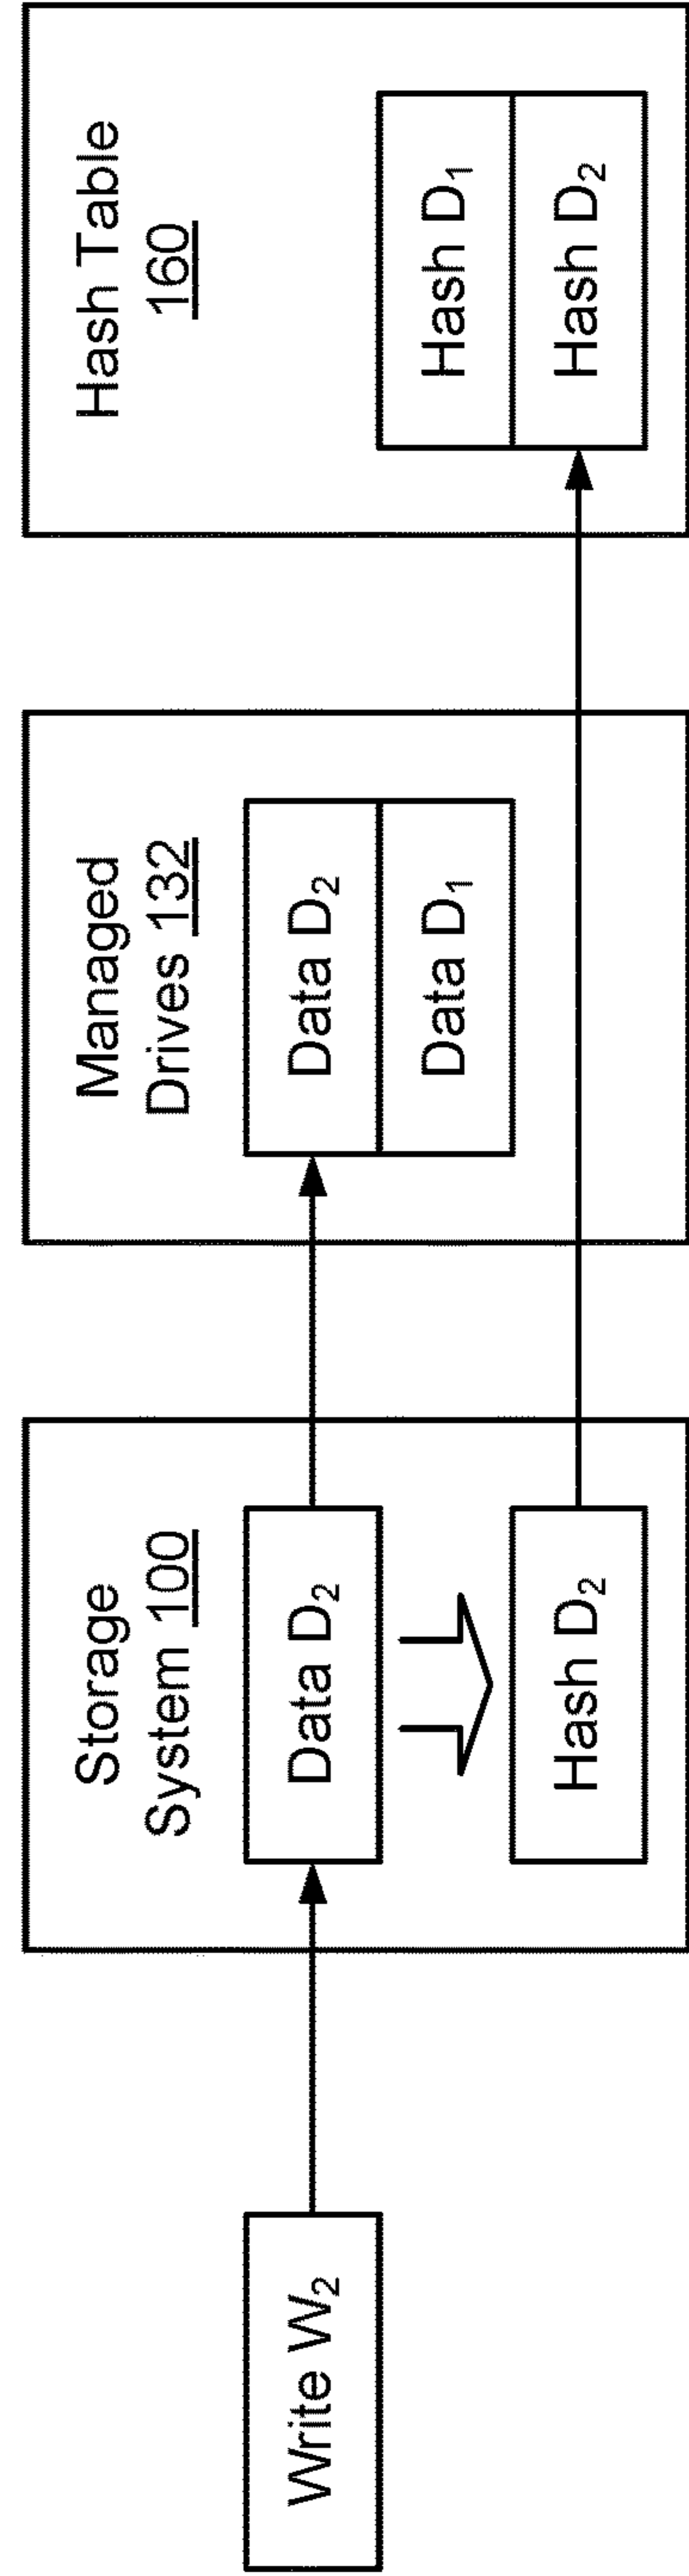 Write W₂
Storage
System 100
Data D₂
Hash D₂
Managed
Drives 132
Data D₂
Data D₁
Hash Table
160
Hash D₁
Hash D₂